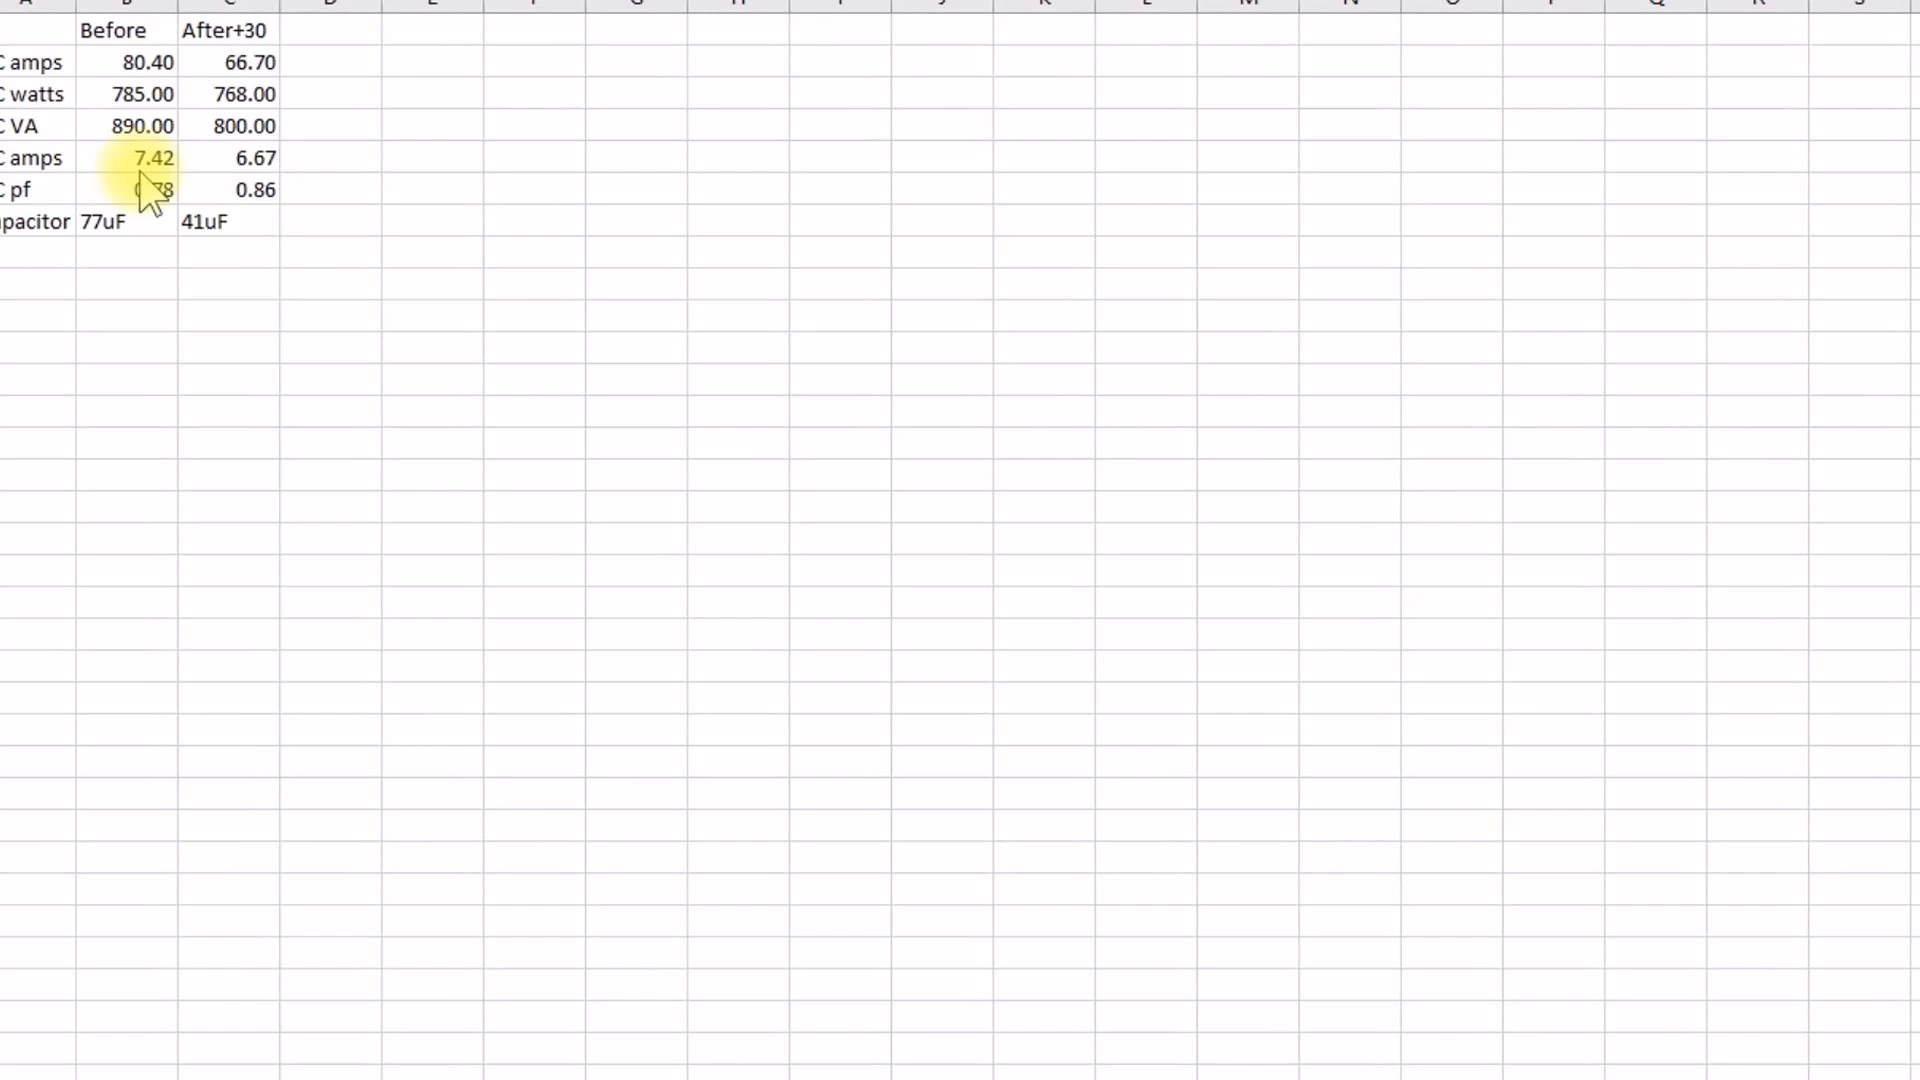 Before After+30
C amps 80.40 66.70
C watts 785.00 768.00
C VA 890.00 800.00
C amps 7.42 6.67
C pf 0.86
pacitor 77uF 41uF